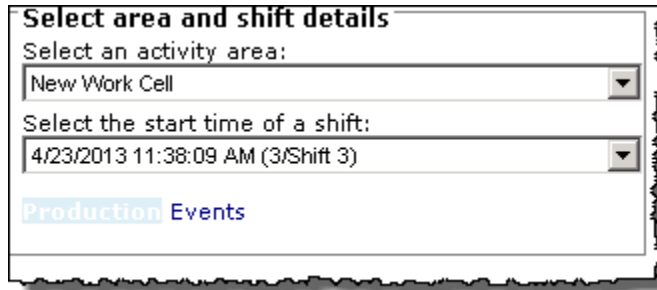 Select area and shift details
Select an activity area:
New Work Cell
Select the start time of a shift:
4/23/2013 11:38:09 AM (3/Shift 3)
Production Events